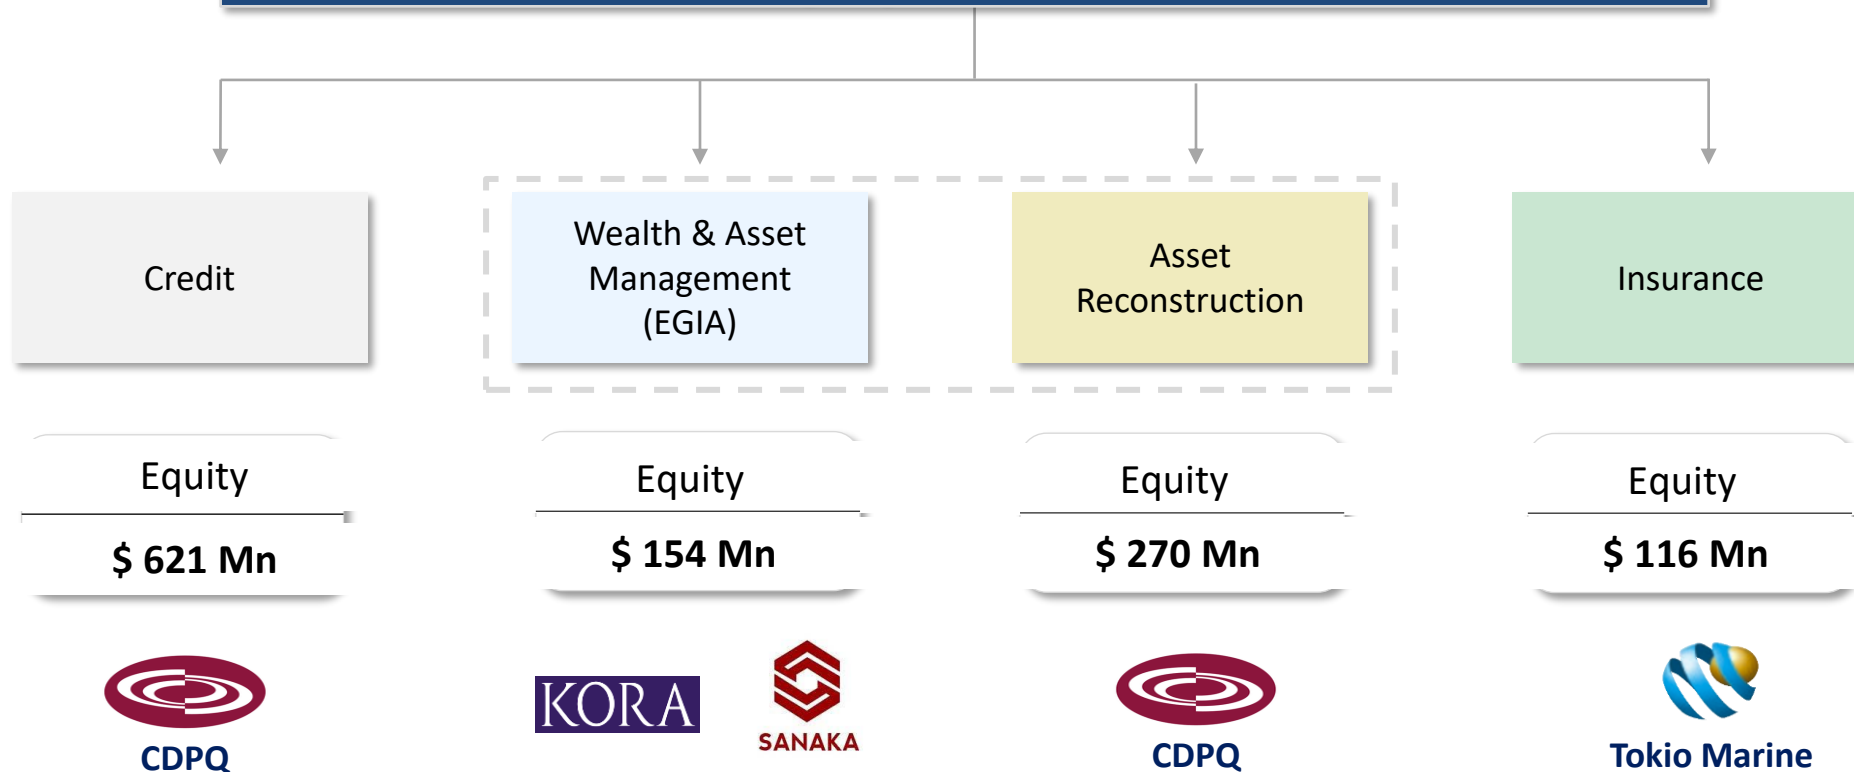 Credit
Wealth & Asset
Management
(EGIA)
Asset
Reconstruction
Insurance
Equity
$ 621 Mn
Equity
$ 154 Mn
Equity
$ 270 Mn
Equity
$ 116 Mn
CDPQ
KORA
SANAKA
CDPQ
Tokio Marine